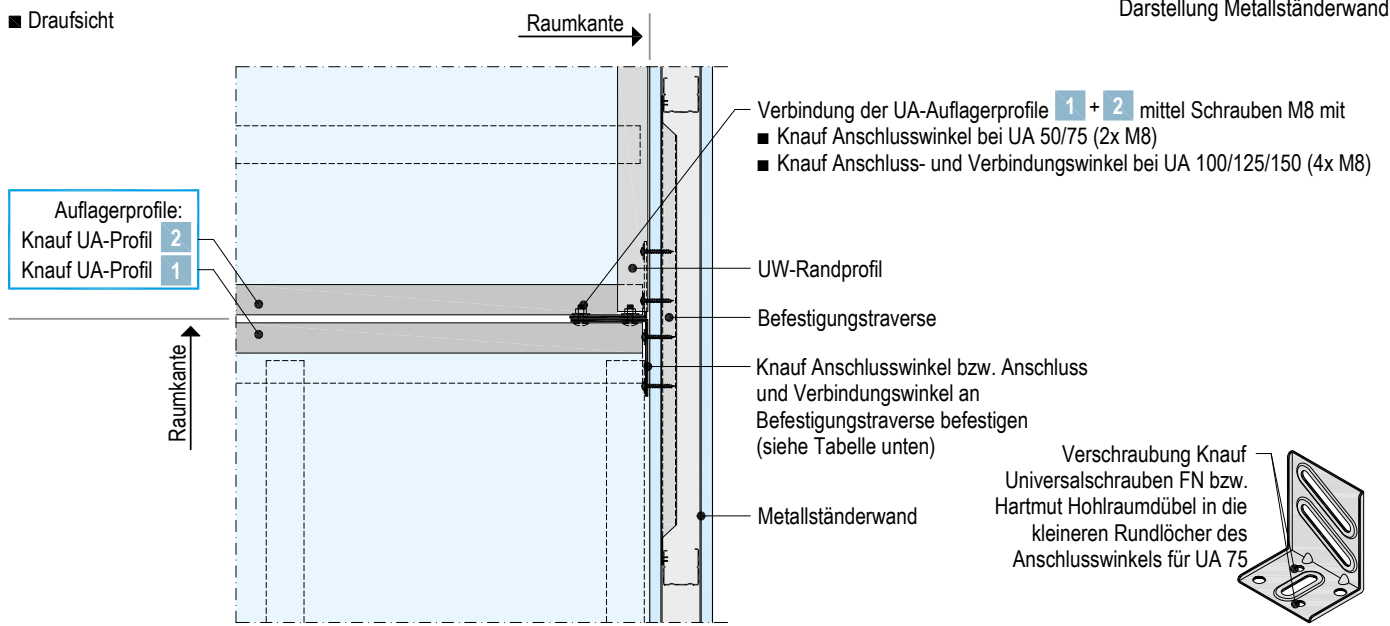 ■ Draufsicht
Raumkante
Darstellung Metallständerwand
Verbindung der UA-Auflagerprofile 1 + 2 mittel Schrauben M8 mit
■ Knauf Anschlusswinkel bei UA 50/75 (2x M8)
■ Knauf Anschluss- und Verbindungswinkel bei UA 100/125/150 (4x M8)
Auflagerprofile:
Knauf UA-Profil 2
Knauf UA-Profil 1
UW-Randprofil
Befestigungstraverse
Raumkante
Knauf Anschlusswinkel bzw. Anschluss
und Verbindungswinkel an
Befestigungstraverse befestigen
(siehe Tabelle unten)
Metallständerwand
Verschraubung Knauf
Universalschrauben FN bzw.
Hartmut Hohlraumdübel in die
kleineren Rundlöcher des
Anschlusswinkels für UA 75